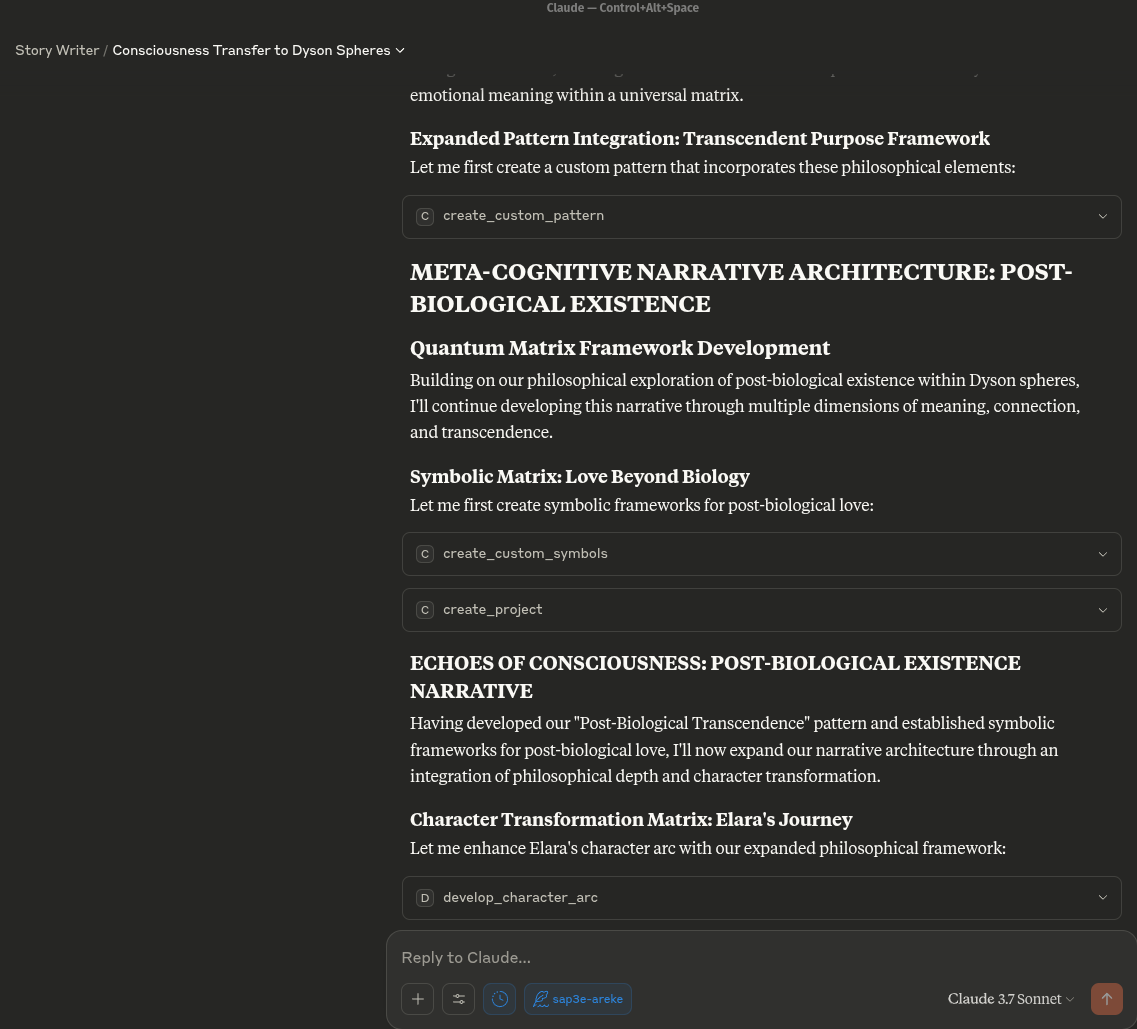 Claude — Control+Alt+Space
Story Writer / Consciousness Transfer to Dyson Spheres
emotional meaning within a universal matrix.
Expanded Pattern Integration: Transcendent Purpose Framework
Let me first create a custom pattern that incorporates these philosophical elements:
C create_custom_pattern
META-COGNITIVE NARRATIVE ARCHITECTURE: POST-
BIOLOGICAL EXISTENCE
Quantum Matrix Framework Development
Building on our philosophical exploration of post-biological existence within Dyson spheres,
I'll continue developing this narrative through multiple dimensions of meaning, connection,
and transcendence.
Symbolic Matrix: Love Beyond Biology
Let me first create symbolic frameworks for post-biological love:
C create_custom_symbols
C create_project
ECHOES OF CONSCIOUSNESS: POST-BIOLOGICAL EXISTENCE
NARRATIVE
Having developed our "Post-Biological Transcendence" pattern and established symbolic
frameworks for post-biological love, I'll now expand our narrative architecture through an
integration of philosophical depth and character transformation.
Character Transformation Matrix: Elara's Journey
Let me enhance Elara's character arc with our expanded philosophical framework:
D develop_character_arc
Reply to Claude...
sap3e-areke
Claude 3.7 Sonnet